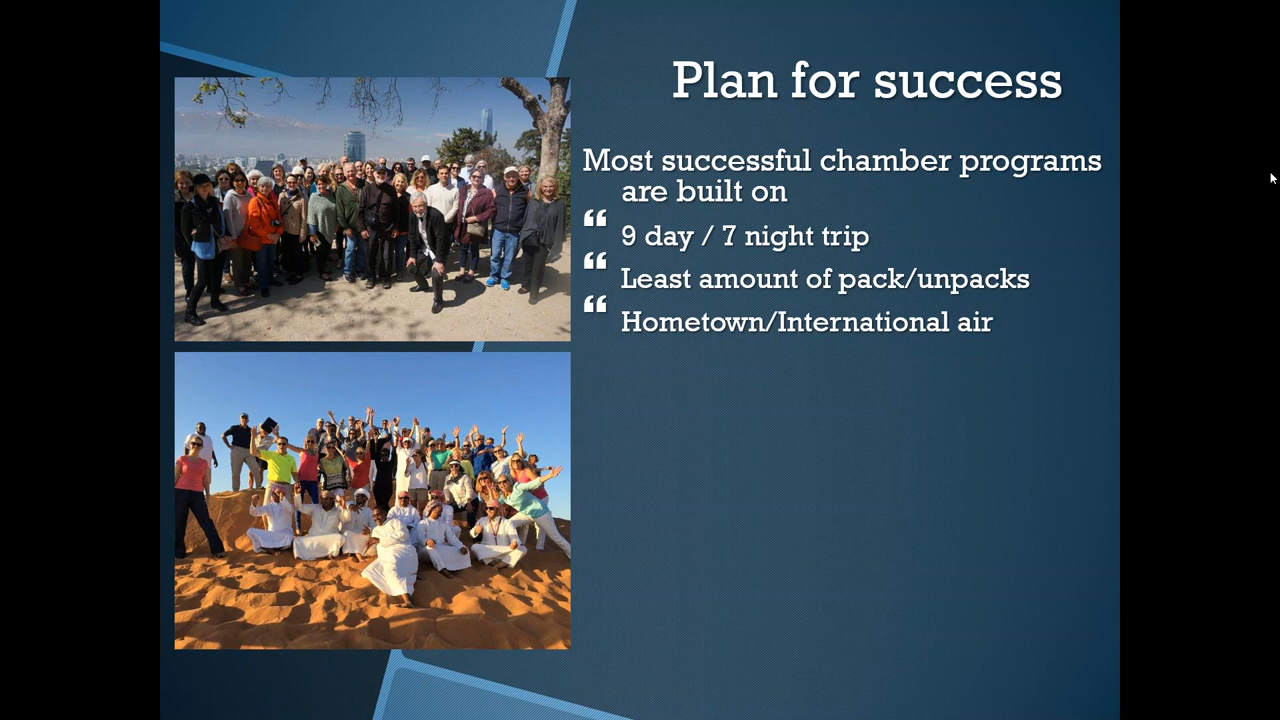 Plan for success
Most successful chamber programs
are built on
“ 9 day / 7 night trip
“ Least amount of pack/unpacks
“ Hometown/International air